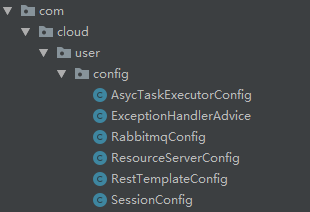 com
cloud
user
config
AsycTaskExecutorConfig
ExceptionHandlerAdvice
RabbitmqConfig
ResourceServerConfig
RestTemplateConfig
SessionConfig